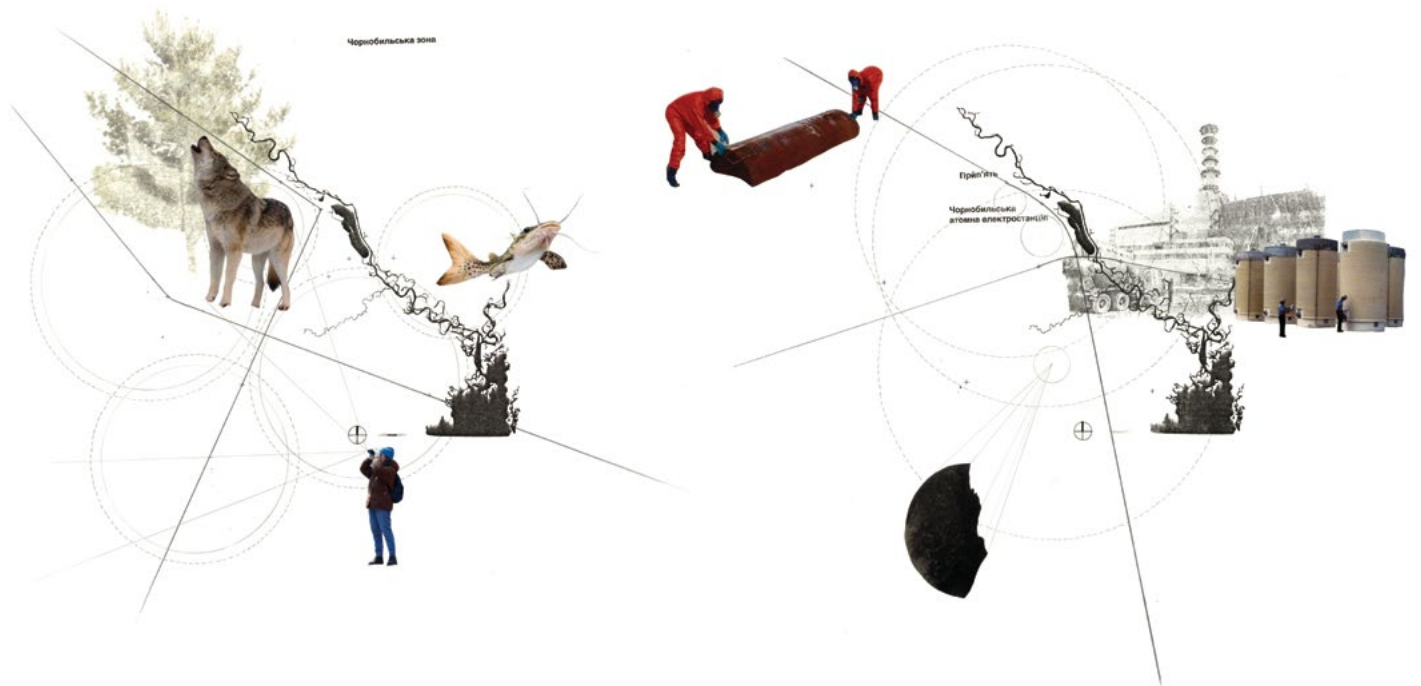 Чорнобильська зона
Прип'ять
Чорнобильська
атомна електростанція